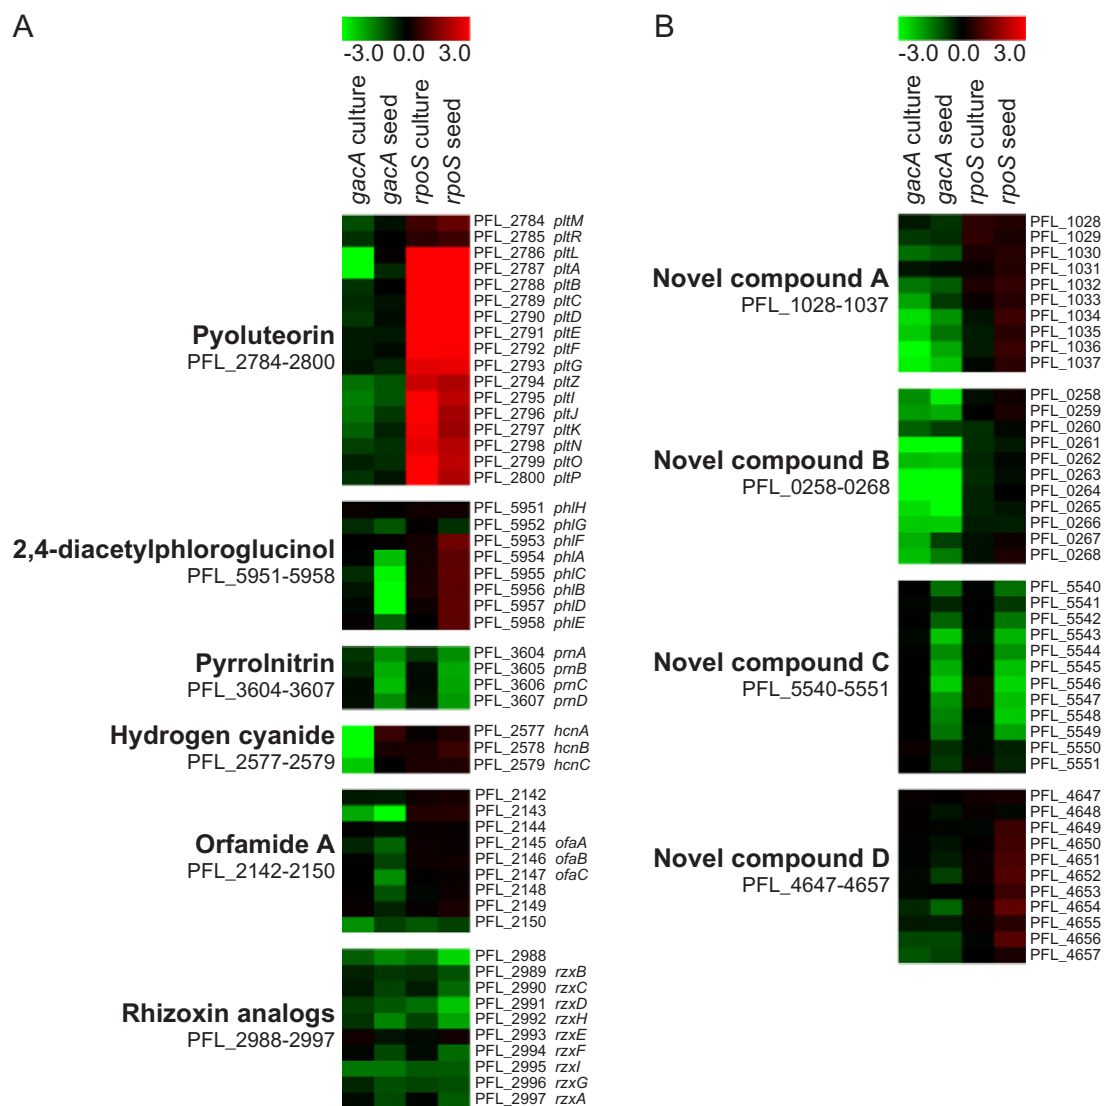 A
-3.0 0.0 3.0
gacA culture
gacA seed
rpoS culture
rpoS seed
Pyoluteorin
PFL_2784-2800
PFL_2784 pltM
PFL_2785 pltR
PFL_2786 pltL
PFL_2787 pltA
PFL_2788 pltB
PFL_2789 pltC
PFL_2790 pltD
PFL_2791 pltE
PFL_2792 pltF
PFL_2793 pltG
PFL_2794 pltZ
PFL_2795 pltI
PFL_2796 pltJ
PFL_2797 pltK
PFL_2798 pltN
PFL_2799 pltO
PFL_2800 pltP
2,4-diacetylphloroglucinol
PFL_5951-5958
PFL_5951 phlH
PFL_5952 phlG
PFL_5953 phlF
PFL_5954 phlA
PFL_5955 phlC
PFL_5956 phlB
PFL_5957 phlD
PFL_5958 phlE
Pyrrolnitrin
PFL_3604-3607
PFL_3604 prnA
PFL_3605 prnB
PFL_3606 prnC
PFL_3607 prnD
Hydrogen cyanide
PFL_2577-2579
PFL_2577 hcnA
PFL_2578 hcnB
PFL_2579 hcnC
Orfamide A
PFL_2142-2150
PFL_2142
PFL_2143
PFL_2144
PFL_2145 ofaA
PFL_2146 ofaB
PFL_2147 ofaC
PFL_2148
PFL_2149
PFL_2150
Rhizoxin analogs
PFL_2988-2997
PFL_2988
PFL_2989 rzxB
PFL_2990 rzxC
PFL_2991 rzxD
PFL_2992 rzxH
PFL_2993 rzxE
PFL_2994 rzxF
PFL_2995 rzxI
PFL_2996 rzxG
PFL_2997 rzxA
B
-3.0 0.0 3.0
gacA culture
gacA seed
rpoS culture
rpoS seed
Novel compound A
PFL_1028-1037
PFL_1028
PFL_1029
PFL_1030
PFL_1031
PFL_1032
PFL_1033
PFL_1034
PFL_1035
PFL_1036
PFL_1037
Novel compound B
PFL_0258-0268
PFL_0258
PFL_0259
PFL_0260
PFL_0261
PFL_0262
PFL_0263
PFL_0264
PFL_0265
PFL_0266
PFL_0267
PFL_0268
Novel compound C
PFL_5540-5551
PFL_5540
PFL_5541
PFL_5542
PFL_5543
PFL_5544
PFL_5545
PFL_5546
PFL_5547
PFL_5548
PFL_5549
PFL_5550
PFL_5551
Novel compound D
PFL_4647-4657
PFL_4647
PFL_4648
PFL_4649
PFL_4650
PFL_4651
PFL_4652
PFL_4653
PFL_4654
PFL_4655
PFL_4656
PFL_4657